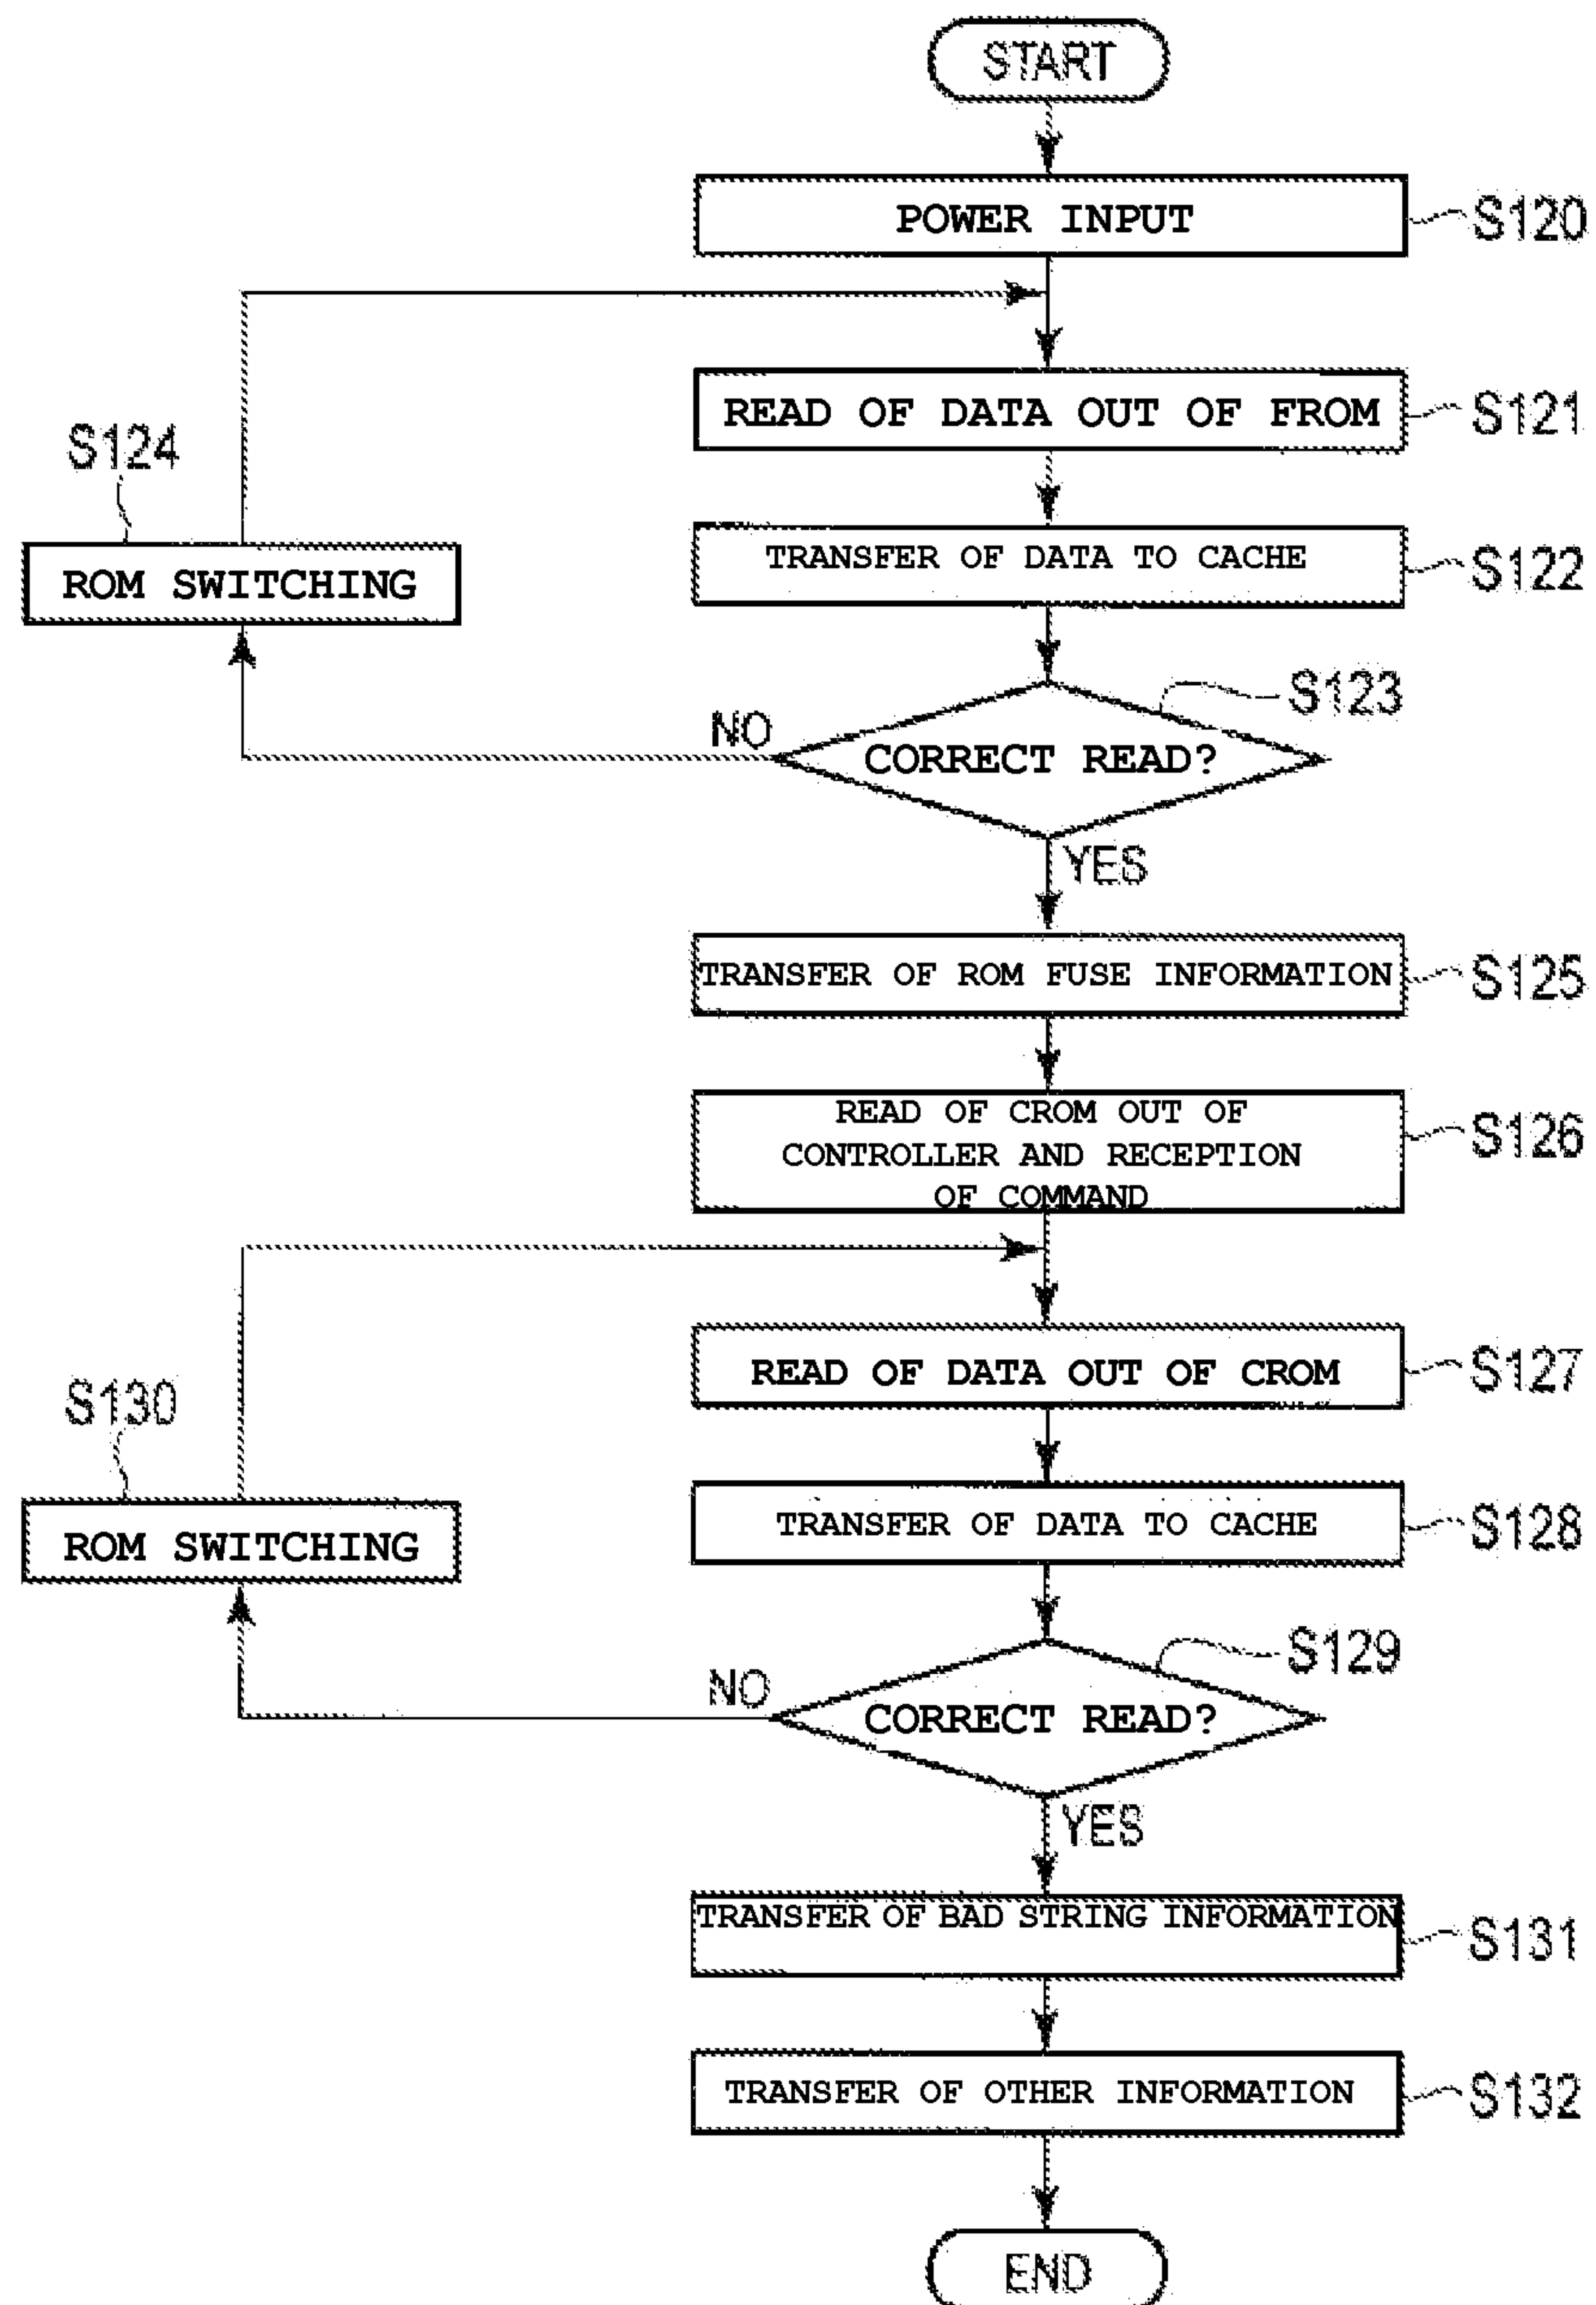 START
POWER INPUT
S120
READ OF DATA OUT OF FROM
S121
S124
TRANSFER OF DATA TO CACHE
S122
ROM SWITCHING
S123
NO
CORRECT READ?
YES
TRANSFER OF ROM FUSE INFORMATION
S125
READ OF CROM OUT OF
CONTROLLER AND RECEPTION
OF COMMAND
S126
READ OF DATA OUT OF CROM
S127
S130
TRANSFER OF DATA TO CACHE
S128
ROM SWITCHING
S129
NO
CORRECT READ?
YES
TRANSFER OF BAD STRING INFORMATION
S131
TRANSFER OF OTHER INFORMATION
S132
END